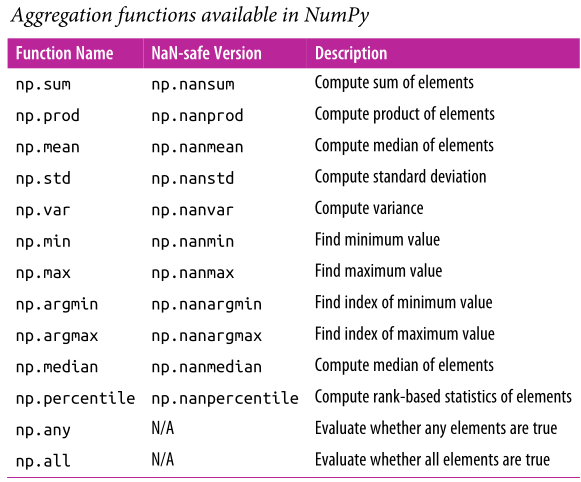 Aggregation functions available in NumPy
Function Name NaN-safe Version Description
np.sum np.nansum Compute sum of elements
np.prod np.nanprod Compute product of elements
np.mean np.nanmean Compute median of elements
np.std np.nanstd Compute standard deviation
np.var np.nanvar Compute variance
np.min np.nanmin Find minimum value
np.max np.nanmax Find maximum value
np.argmin np.nanargmin Find index of minimum value
np.argmax np.nanargmax Find index of maximum value
np.median np.nanmedian Compute median of elements
np.percentile np.nanpercentile Compute rank-based statistics of elements
np.any N/A Evaluate whether any elements are true
np.all N/A Evaluate whether all elements are true